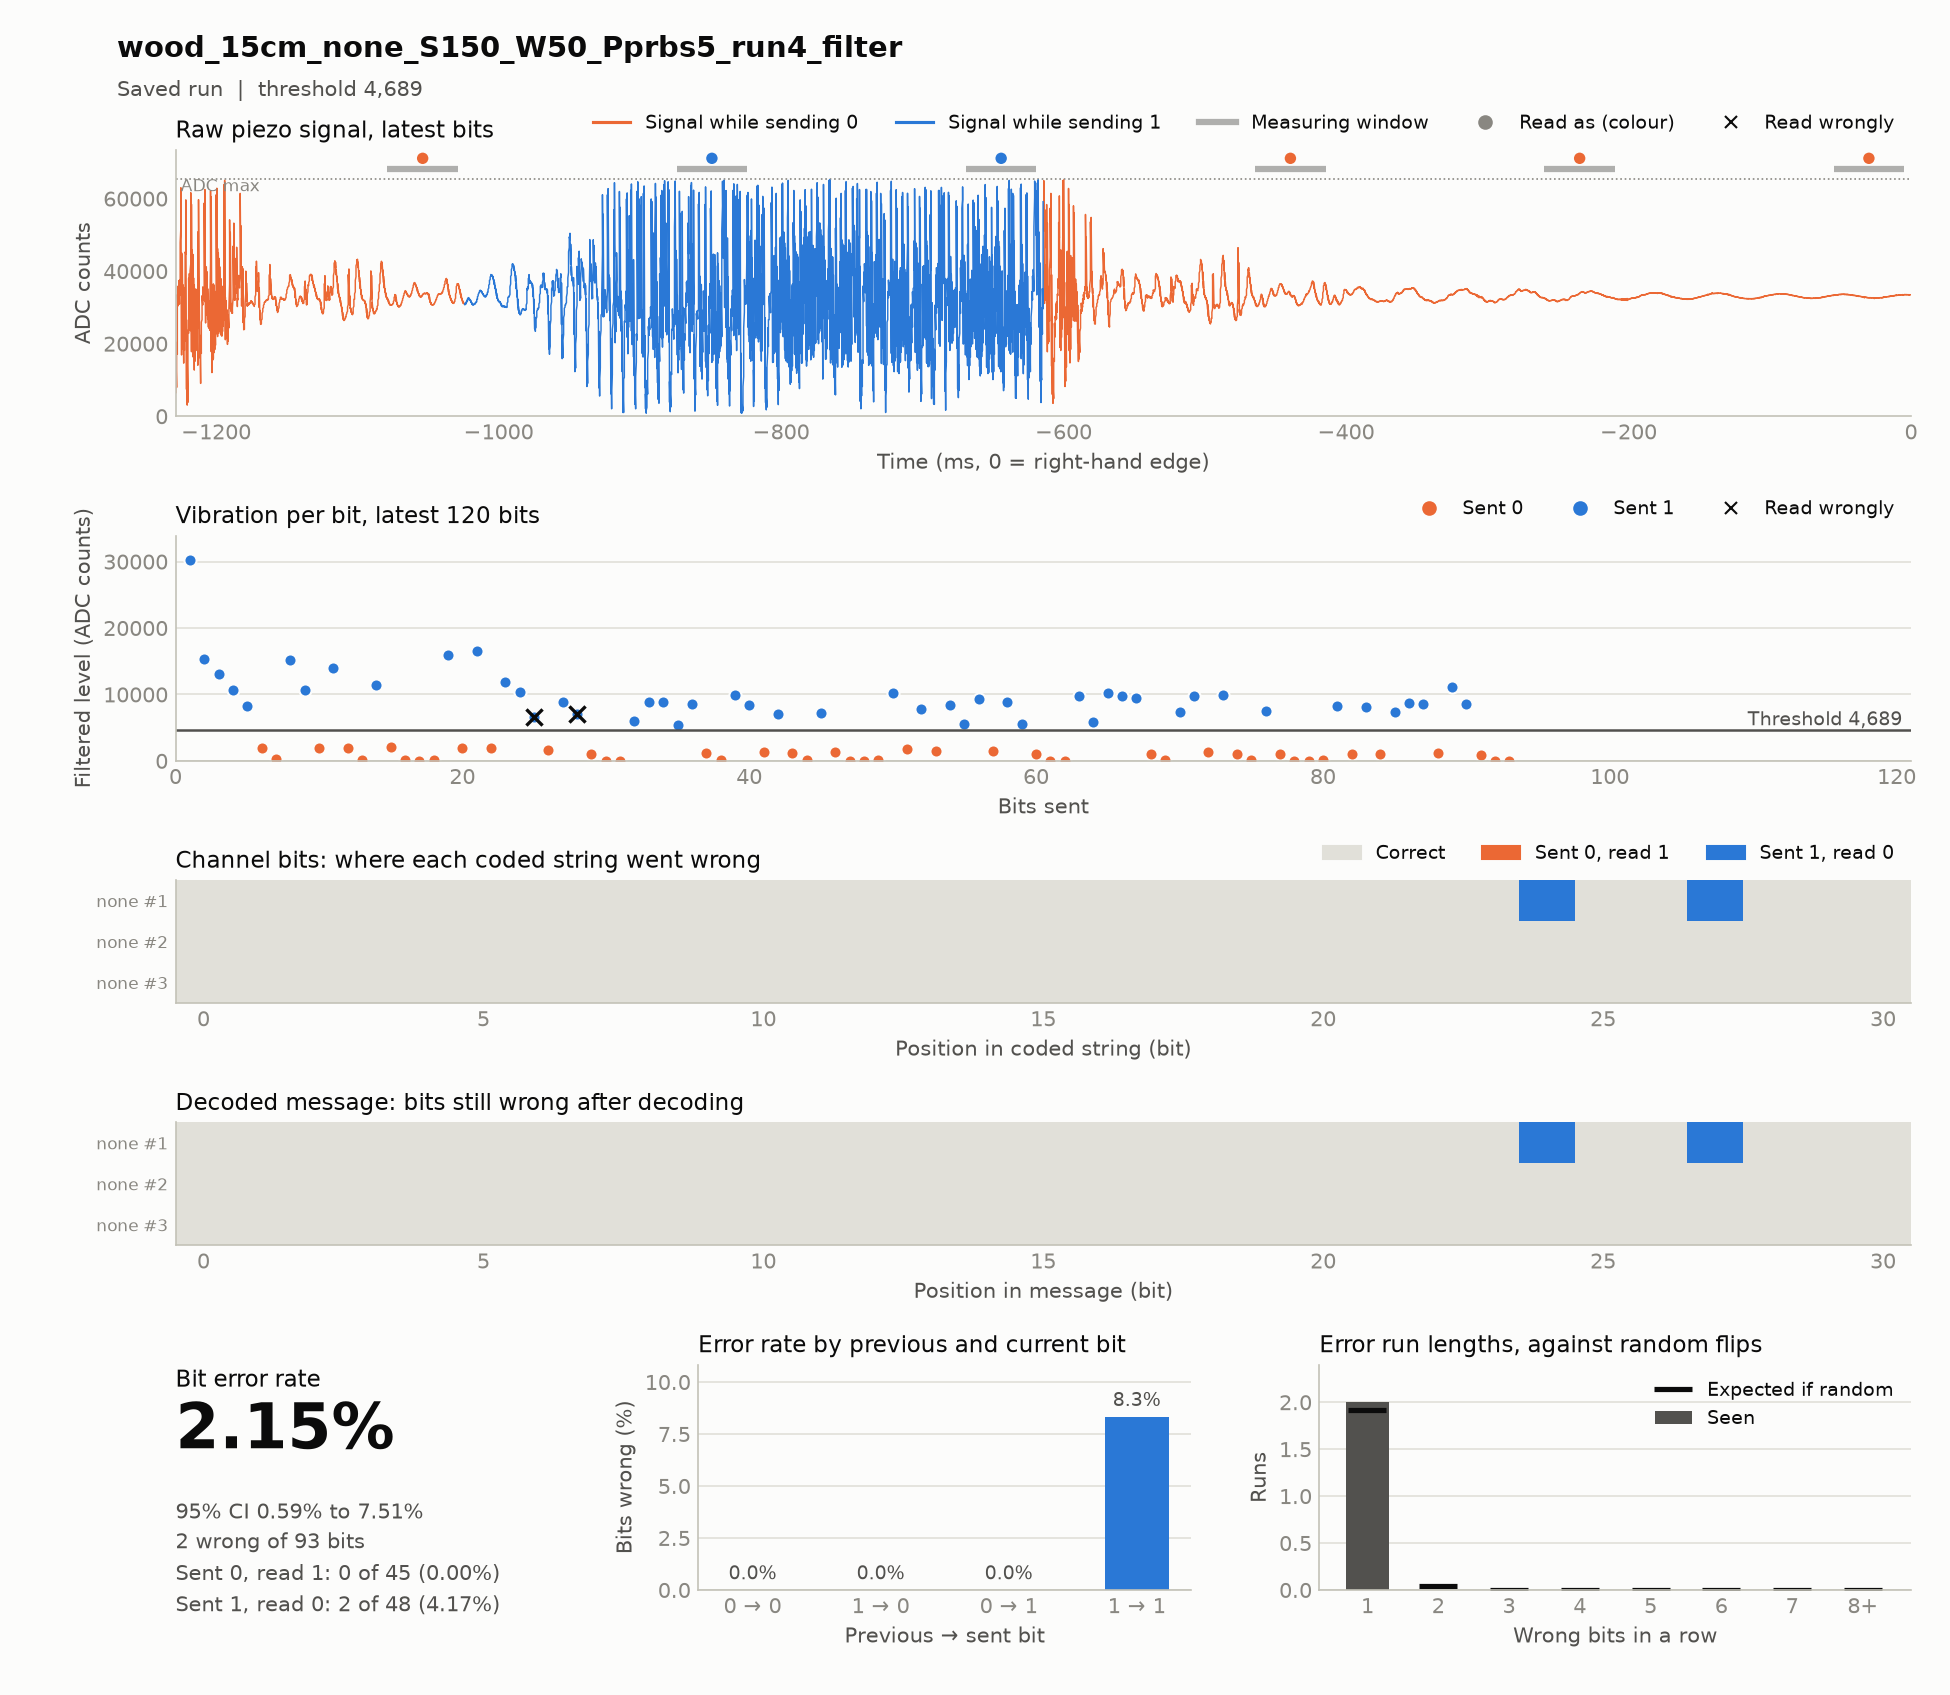 wood_15cm_none_S150_W50_Pprbs5_run4_filter
Saved run | threshold 4,689
Raw piezo signal, latest bits
Signal while sending 0
Signal while sending 1
Measuring window
Read as (colour)
Read wrongly
ADC max
ADC counts
60000
40000
20000
0
−1200
−1000
−800
−600
−400
−200
0
Time (ms, 0 = right-hand edge)
Vibration per bit, latest 120 bits
Sent 0
Sent 1
Read wrongly
Filtered level (ADC counts)
30000
20000
10000
0
Threshold 4,689
0
20
40
60
80
100
120
Bits sent
Channel bits: where each coded string went wrong
Correct
Sent 0, read 1
Sent 1, read 0
none #1
none #2
none #3
0
5
10
15
20
25
30
Position in coded string (bit)
Decoded message: bits still wrong after decoding
none #1
none #2
none #3
0
5
10
15
20
25
30
Position in message (bit)
Bit error rate
2.15%
95% CI 0.59% to 7.51%
2 wrong of 93 bits
Sent 0, read 1: 0 of 45 (0.00%)
Sent 1, read 0: 2 of 48 (4.17%)
Error rate by previous and current bit
Bits wrong (%)
10.0
7.5
5.0
2.5
0.0
0.0%
0.0%
0.0%
8.3%
0 → 0
1 → 0
0 → 1
1 → 1
Previous → sent bit
Error run lengths, against random flips
Expected if random
Seen
Runs
2.0
1.5
1.0
0.5
0.0
1
2
3
4
5
6
7
8+
Wrong bits in a row